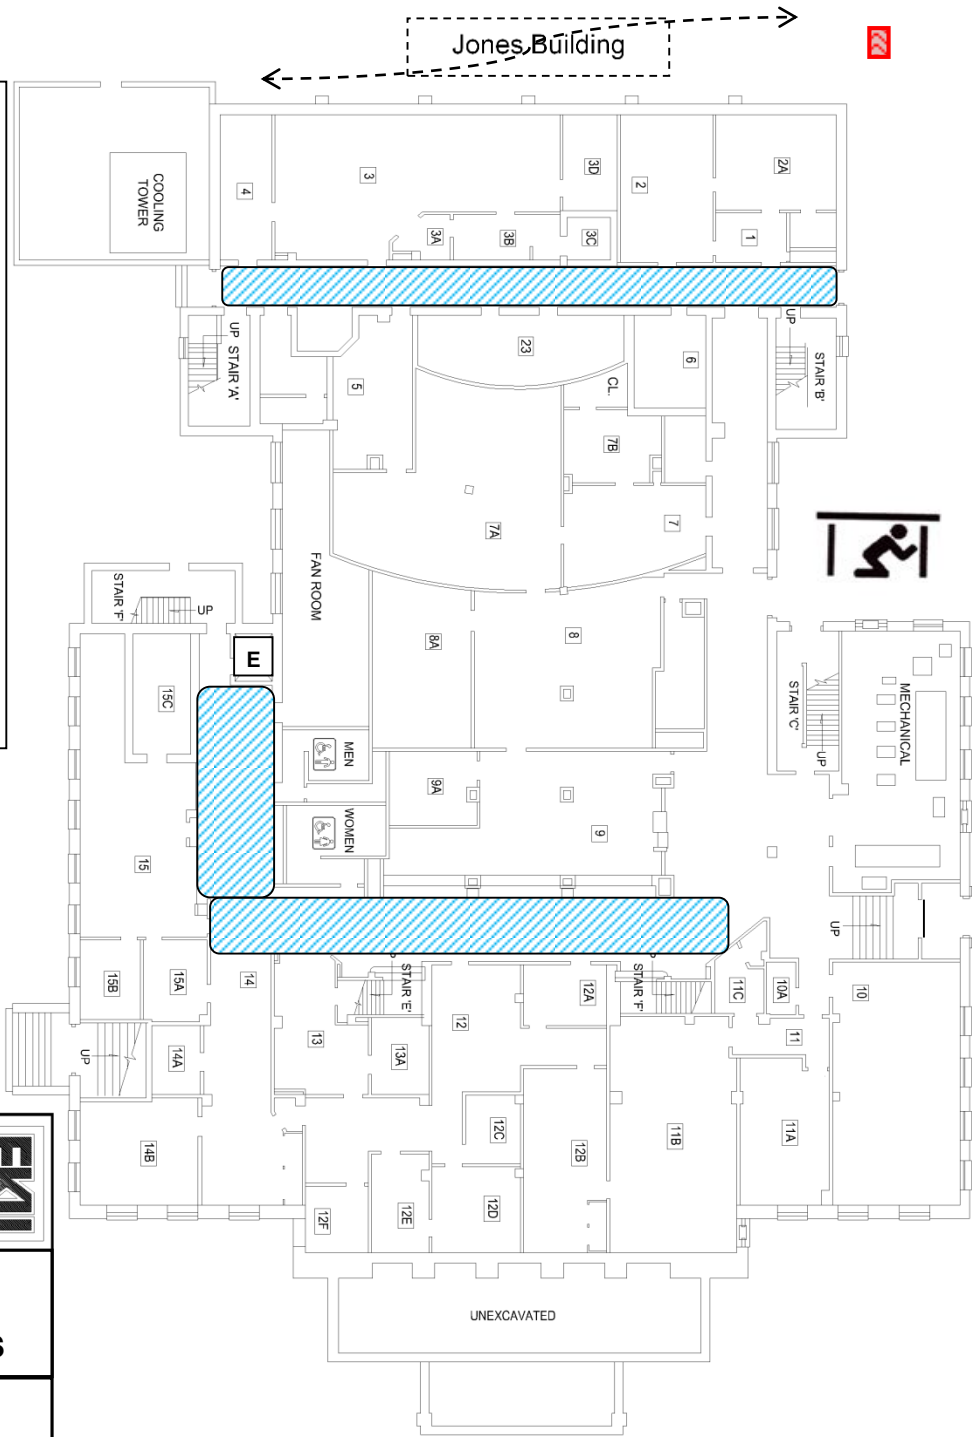 Jones Building
COOLING
TOWER
4
3
3D
2
2A
3A
3B
3C
1
UP
STAIR 'A'
5
23
CL.
6
UP
STAIR 'B'
7B
7A
7
FAN ROOM
STAIR 'F'
UP
E
8A
8
15C
STAIR 'C'
UP
MECHANICAL
MEN
9A
WOMEN
9
15
UP
15B
15A
14
STAIR 'E'
12
12A
STAIR 'F'
11C
10A
10
UP
14A
13
13A
11
14B
12C
12B
11B
11A
12F
12E
12D
EKU
S
UNEXCAVATED